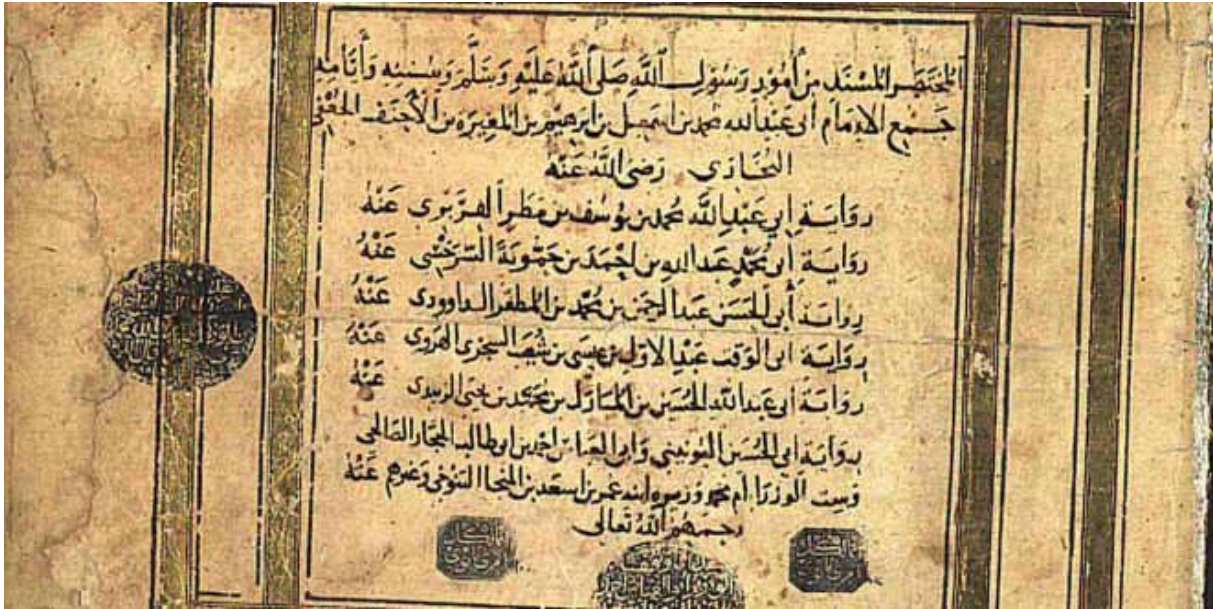 المختصر المسند من أمور رسول الله صلى الله عليه وسلم وسننه وأيامه
جمع الإمام أبي عبد الله محمد بن إسمعيل بن إبرهيم بن المغيرة بن الأحنف الجعفي
البخاري رضي الله عنه
رواية أبي عبد الله محمد بن يوسف بن مطر الفربري عنه
رواية أبي محمد عبد الله بن أحمد بن حمويه السرخسي عنه
رواية أبي الحسن عبد الرحمن بن محمد بن المظفر الداوودي عنه
رواية أبي الوقت عبد الأول بن عيسى بن شعيب السجزي الهروي عنه
رواية أبي عبد الله الحسين بن المبارك بن محمد بن يحيى الزبيدي عنه
رواية أبي الحسين اليونيني وأبي العباس أحمد بن أبي طالب الحجار الصالحي
وست الوزراء أم محمد وزيره ابنة عمر بن أسعد بن المنجا التنوخي وغيرهم عنه
رحمهم الله تعالى